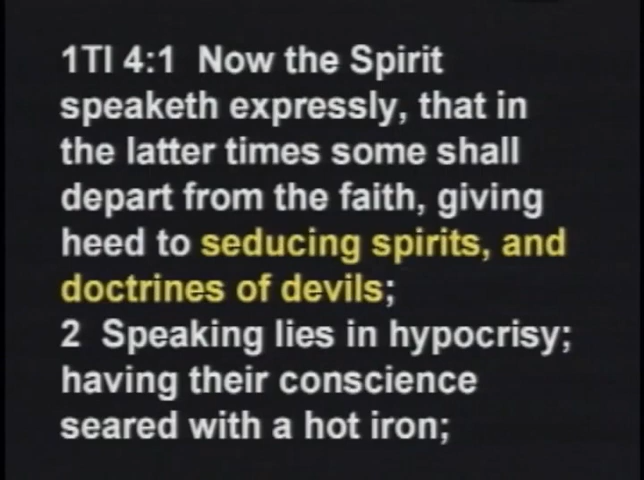 1TI 4:1 Now the Spirit
speaketh expressly, that in
the latter times some shall
depart from the faith, giving
heed to seducing spirits, and
doctrines of devils;
2 Speaking lies in hypocrisy;
having their conscience
seared with a hot iron;